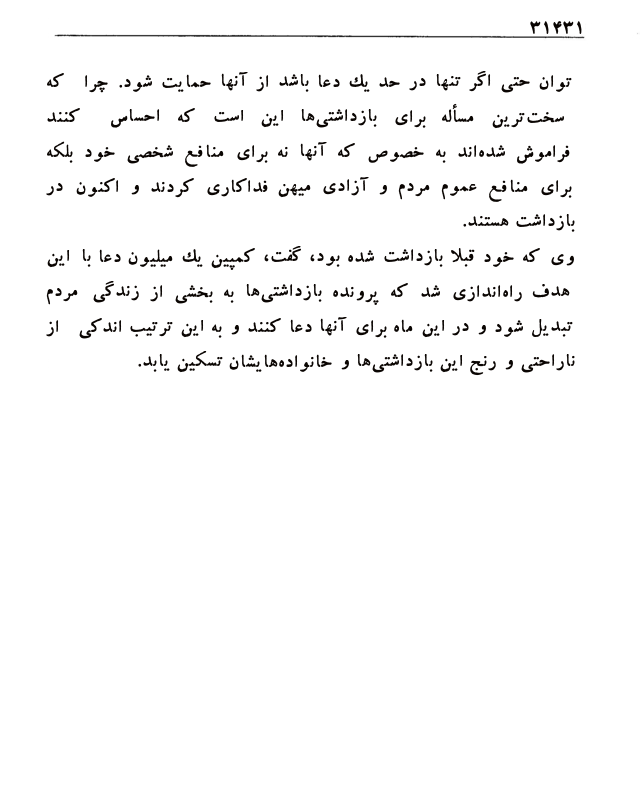 ۳۱۴۳۱
توان حتی اگر تنها در حد یك دعا باشد از آنها حمایت شود. چرا که
سخت‌ترین مسأله برای بازداشتی‌ها این است که احساس کنند
فراموش شده‌اند به خصوص که آنها نه برای منافع شخصی خود بلکه
برای منافع عموم مردم و آزادی میهن فداکاری کردند و اکنون در
بازداشت هستند.
وی که خود قبلا بازداشت شده بود، گفت، کمپین یك میلیون دعا با این
هدف راه‌اندازی شد که پرونده بازداشتی‌ها به بخشی از زندگی مردم
تبدیل شود و در این ماه برای آنها دعا کنند و به این ترتیب اندکی از
ناراحتی و رنج این بازداشتی‌ها و خانواده‌هایشان تسکین یابد.